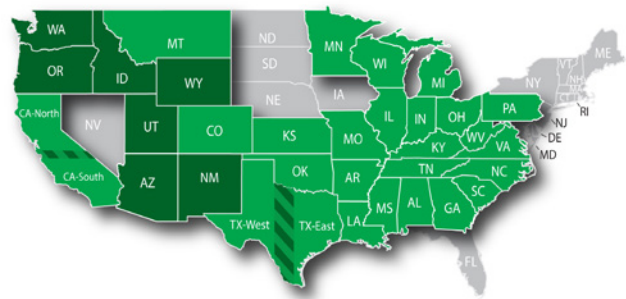 WA
MT
ND
MN
OR
ID
WY
SD
WI
MI
NY
VT
NH
ME
MA
CT
RI
CA-North
NV
UT
CO
NE
IA
IL
IN
OH
PA
NJ
DE
MD
KS
MO
KY
WV
VA
CA-South
AZ
NM
OK
AR
TN
NC
SC
TX-West
TX-East
LA
MS
AL
GA
FL